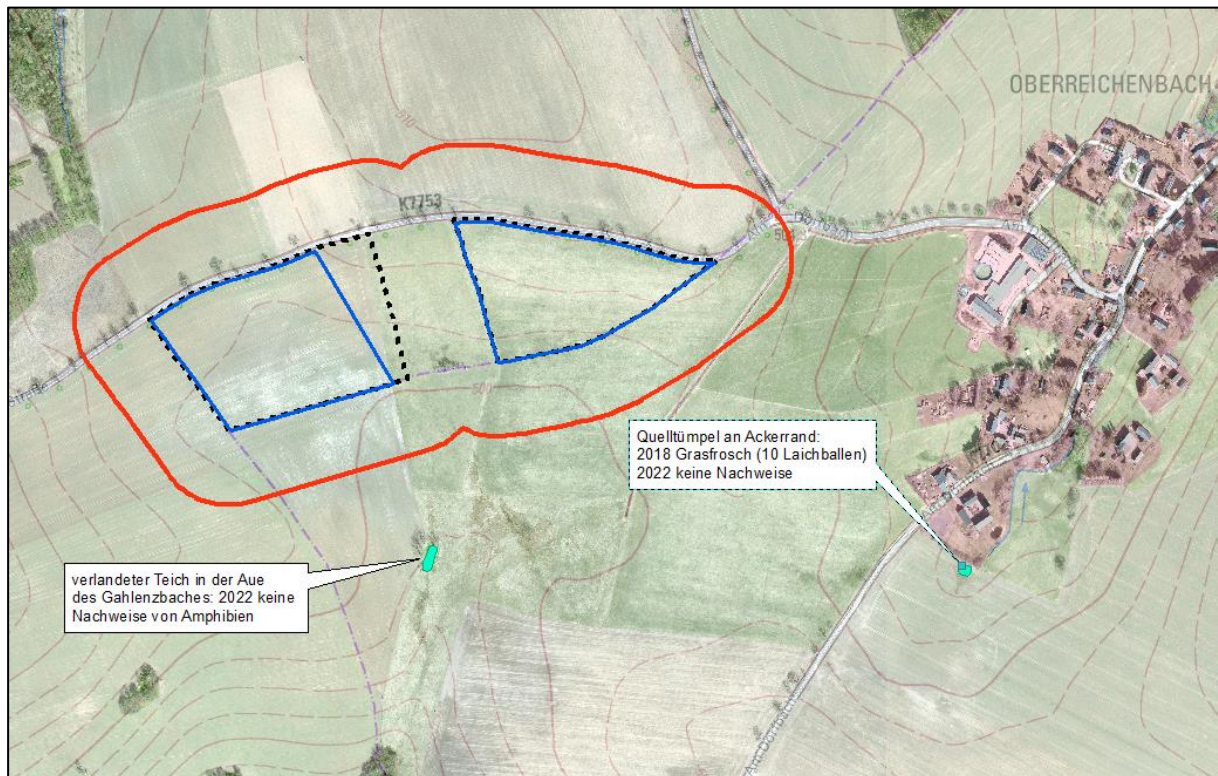 OBERREICHENBACH
510
K7753
Quelltümpel an Ackerrand:
2018 Grasfrosch (10 Laichballen)
2022 keine Nachweise
verlandeter Teich in der Aue
des Gahlenzbaches: 2022 keine
Nachweise von Amphibien